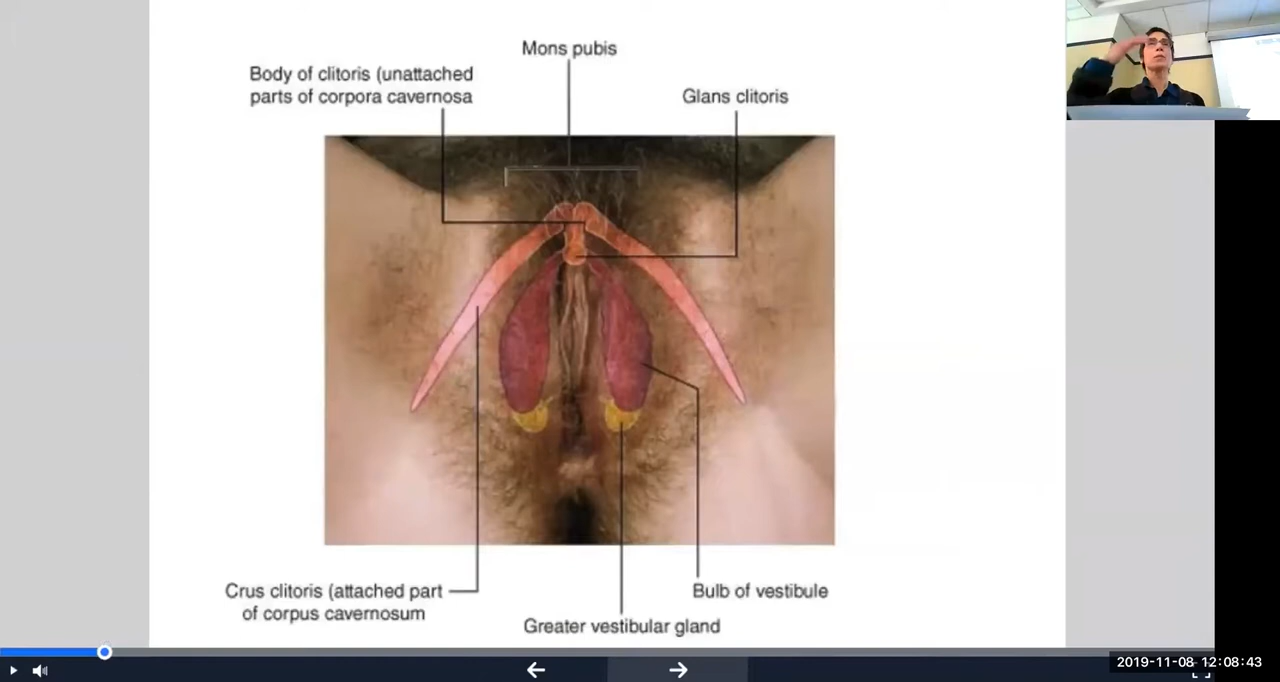 Mons pubis
Body of clitoris (unattached
parts of corpora cavernosa
Glans clitoris
Crus clitoris (attached part
of corpus cavernosum
Bulb of vestibule
Greater vestibular gland
2019-11-08 12:08:43